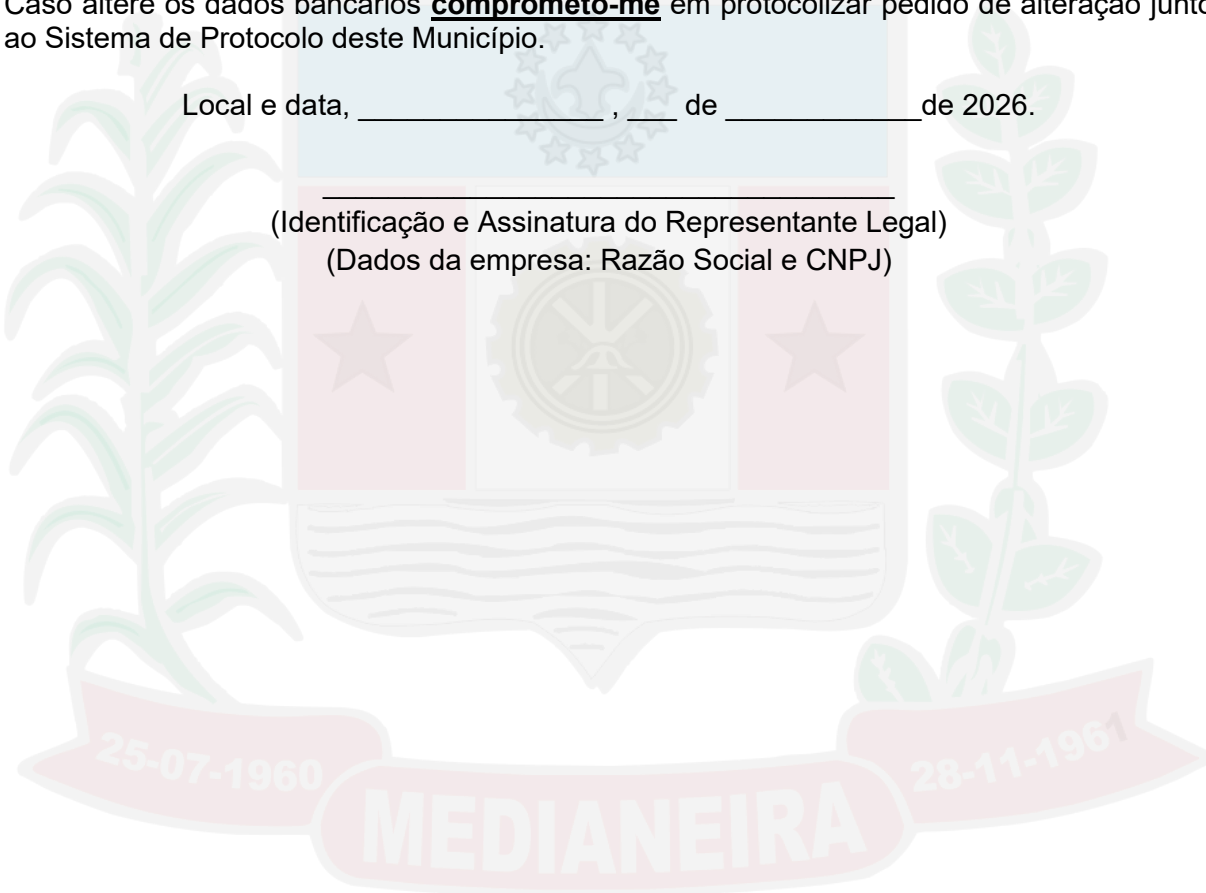 Caso altere os dados bancários comprometo-me em protocolizar pedido de alteração junto
ao Sistema de Protocolo deste Município.
Local e data, _______________ , ___ de ____________de 2026.
___________________________________
(Identificação e Assinatura do Representante Legal)
(Dados da empresa: Razão Social e CNPJ)
25-07-1960
28-11-1961
MEDIANEIRA